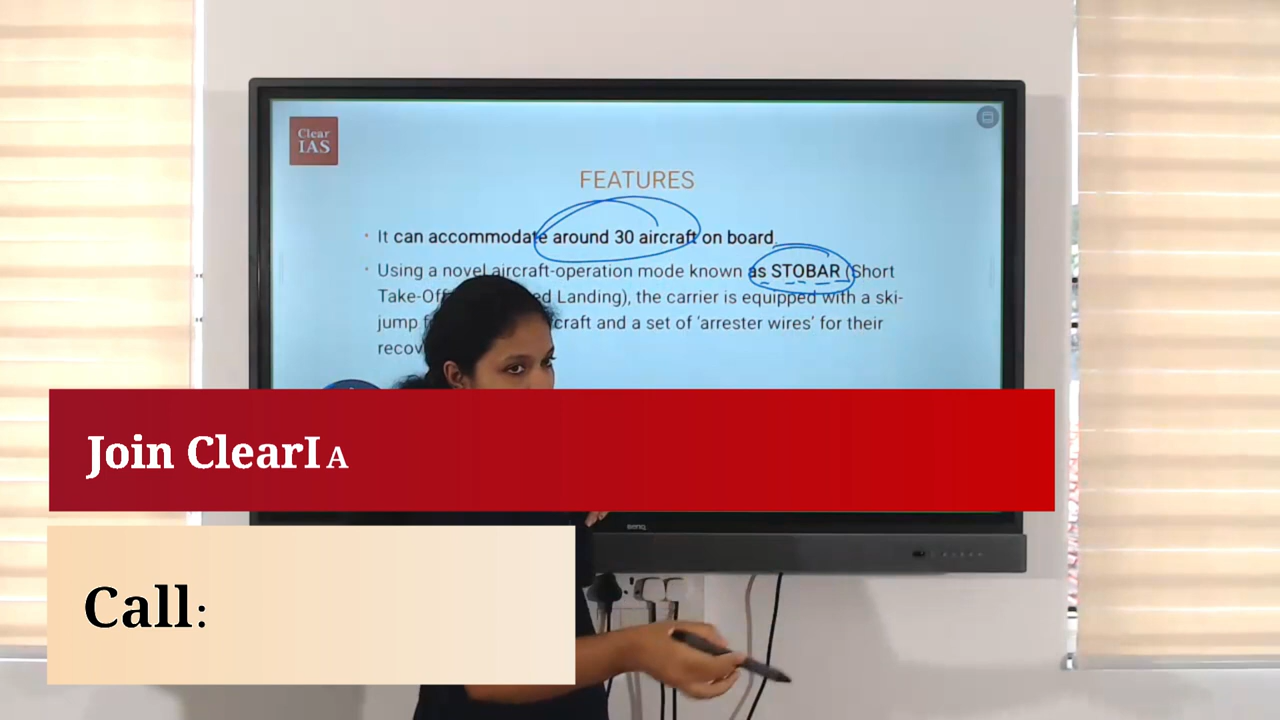 Clear
IAS
FEATURES
It can accommodate around 30 aircraft on board.
Using a novel aircraft-operation mode known as STOBAR (Short
Take-Off ed Landing), the carrier is equipped with a ski-
jump craft and a set of ‘arrester wires’ for their
recov
Join ClearIA
Call:
BenQ